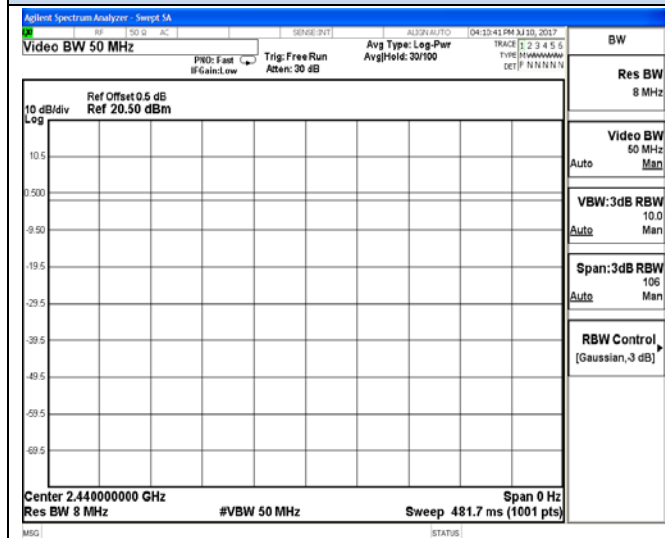 Agilent Spectrum Analyzer - Swept SA
RF 50 Ω AC SENSE:INT ALIGN AUTO 04:10:41 PM Jul 10, 2017
Video BW 50 MHz
PNO: Fast Trig: Free Run
IFGain:Low Atten: 30 dB
Avg Type: Log-Pwr
Avg|Hold: 30/100
TRACE 1 2 3 4 5 6
TYPE MWWWWW
DET P N N N N N
Ref Offset 0.5 dB
10 dB/div Ref 20.50 dBm
Log
10.5
0.500
-9.50
-19.5
-29.5
-39.5
-49.5
-59.5
-69.5
Center 2.440000000 GHz Span 0 Hz
Res BW 8 MHz #VBW 50 MHz Sweep 481.7 ms (1001 pts)
MSG STATUS
BW
Res BW
8 MHz
Video BW
50 MHz
Auto Man
VBW:3dB RBW
10.0
Auto Man
Span:3dB RBW
106
Auto Man
RBW Control
[Gaussian,-3 dB]